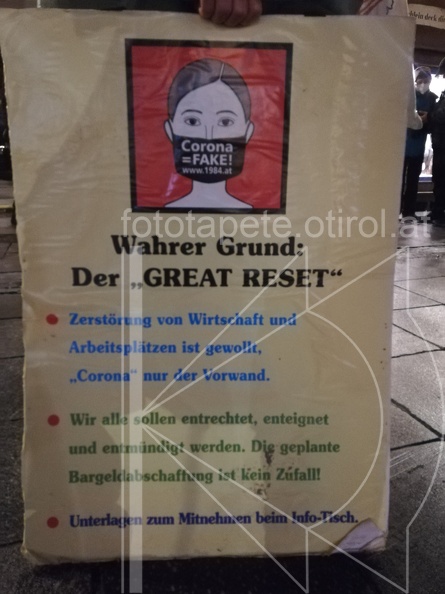 Corona
=FAKE!
www.1984.at
fototapete.otirol.at
Wahrer Grund:
Der „GREAT RESET“
Zerstörung von Wirtschaft und
Arbeitsplätzen ist gewollt,
„Corona“ nur der Vorwand.
Wir alle sollen entrechtet, enteignet
und entmündigt werden. Die geplante
Bargeldabschaffung ist kein Zufall!
Unterlagen zum Mitnehmen beim Info-Tisch.